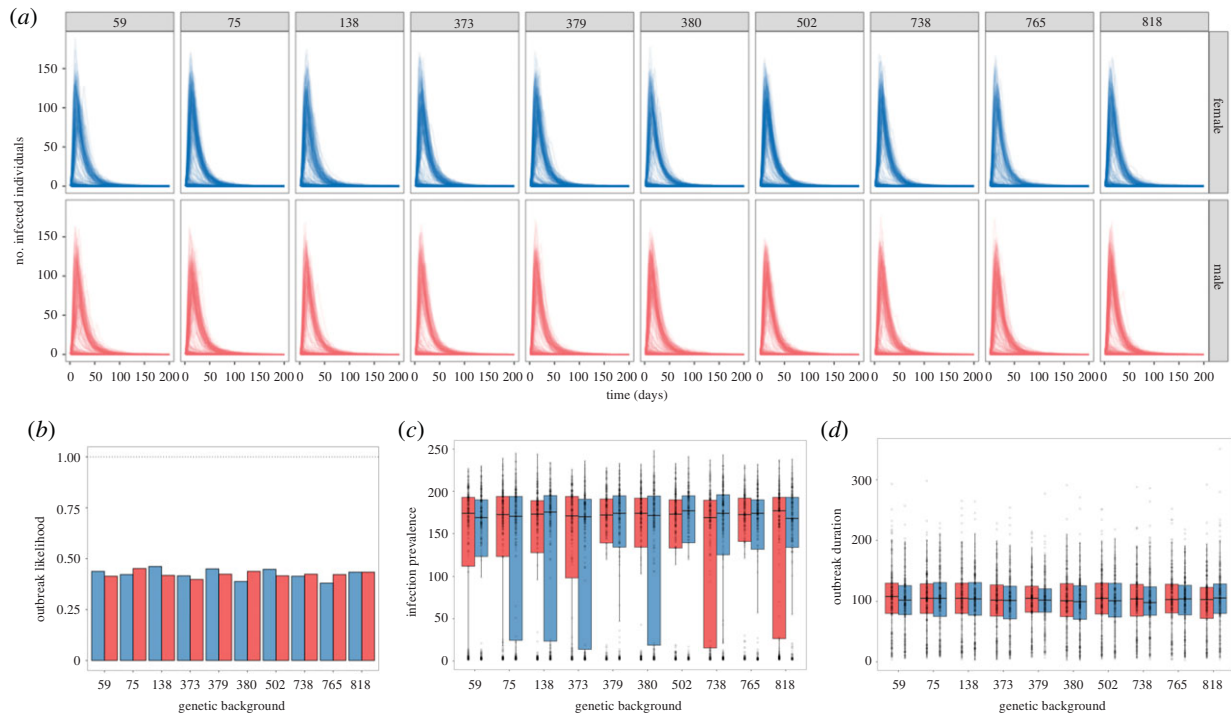 (a)
59 75 138 373 379 380 502 738 765 818
no. infected individuals
150
100
50
0
female
150
100
50
0
male
0 50 100 150 200 0 50 100 150 200 0 50 100 150 200 0 50 100 150 200 0 50 100 150 200 0 50 100 150 200 0 50 100 150 200 0 50 100 150 200 0 50 100 150 200 0 50 100 150 200
time (days)
(b)
outbreak likelihood
1.00
0.75
0.50
0.25
0
59 75 138 373 379 380 502 738 765 818
genetic background
(c)
infection prevalence
250
200
150
100
50
0
59 75 138 373 379 380 502 738 765 818
genetic background
(d)
outbreak duration
300
200
100
0
59 75 138 373 379 380 502 738 765 818
genetic background